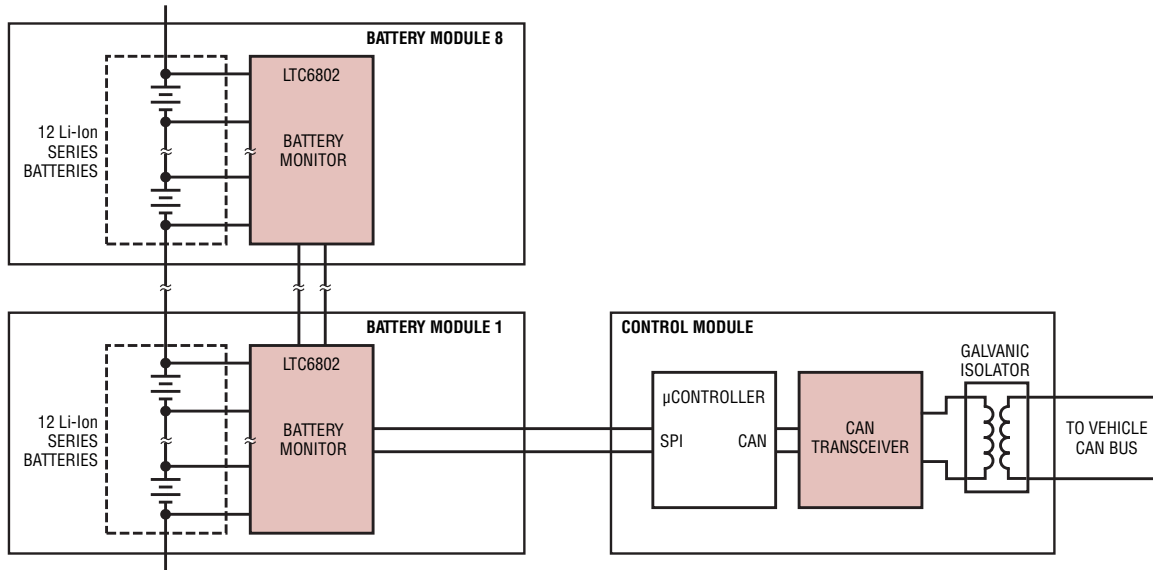 BATTERY MODULE 8
12 Li-Ion
SERIES
BATTERIES
LTC6802
BATTERY
MONITOR
BATTERY MODULE 1
12 Li-Ion
SERIES
BATTERIES
LTC6802
BATTERY
MONITOR
CONTROL MODULE
µCONTROLLER
SPI
CAN
CAN
TRANSCEIVER
GALVANIC
ISOLATOR
TO VEHICLE
CAN BUS